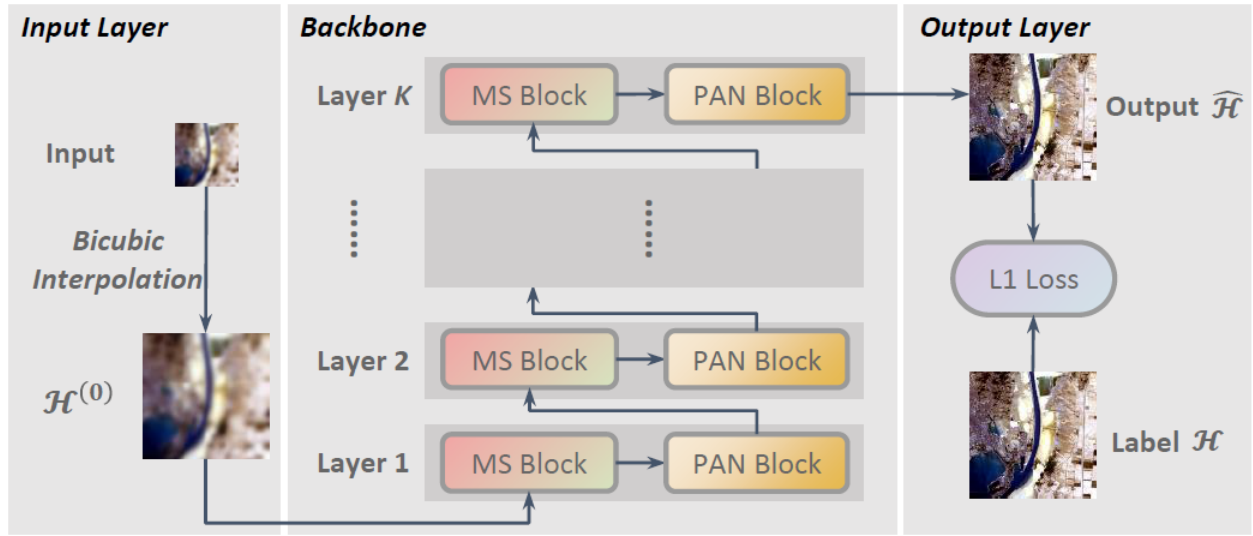 Input Layer
Input
Bicubic
Interpolation
ℋ^(0)
Backbone
Layer K
MS Block
PAN Block
......
......
Layer 2
MS Block
PAN Block
Layer 1
MS Block
PAN Block
Output Layer
Output ℋ̂
L1 Loss
Label ℋ